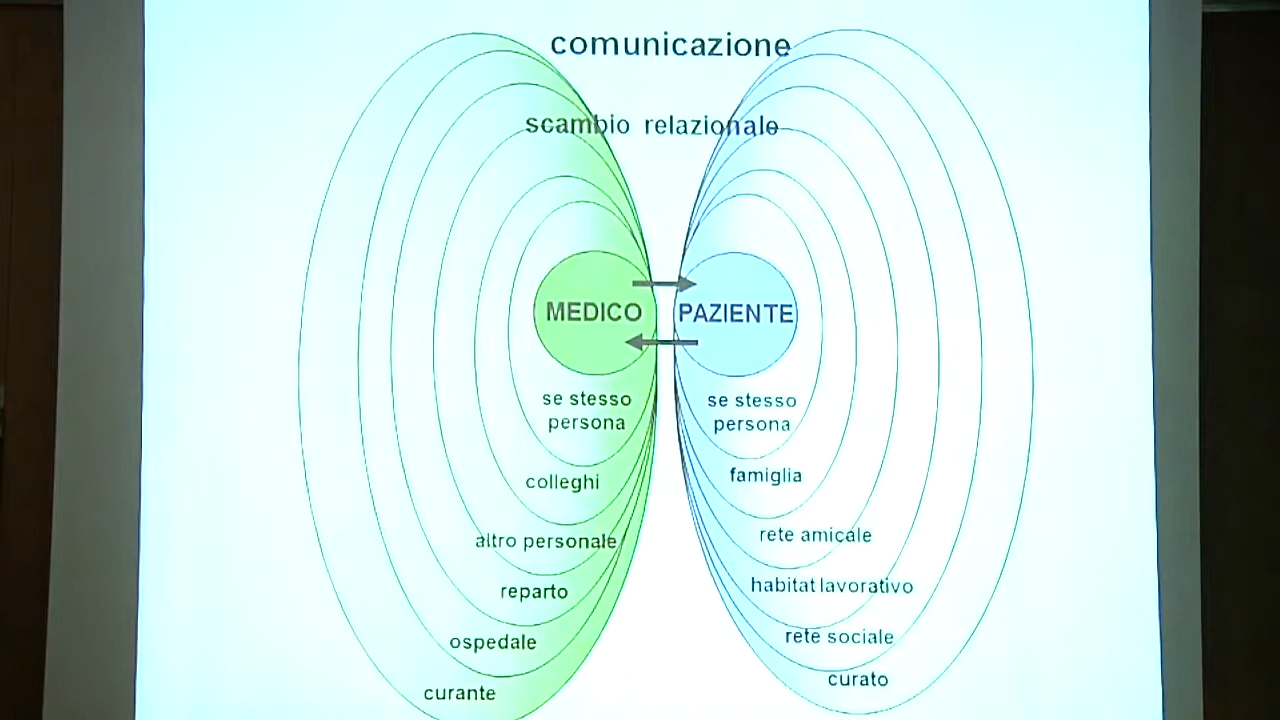 comunicazione
scambio relazionale
MEDICO
PAZIENTE
se stesso
persona
colleghi
altro personale
reparto
ospedale
curante
se stesso
persona
famiglia
rete amicale
habitat lavorativo
rete sociale
curato